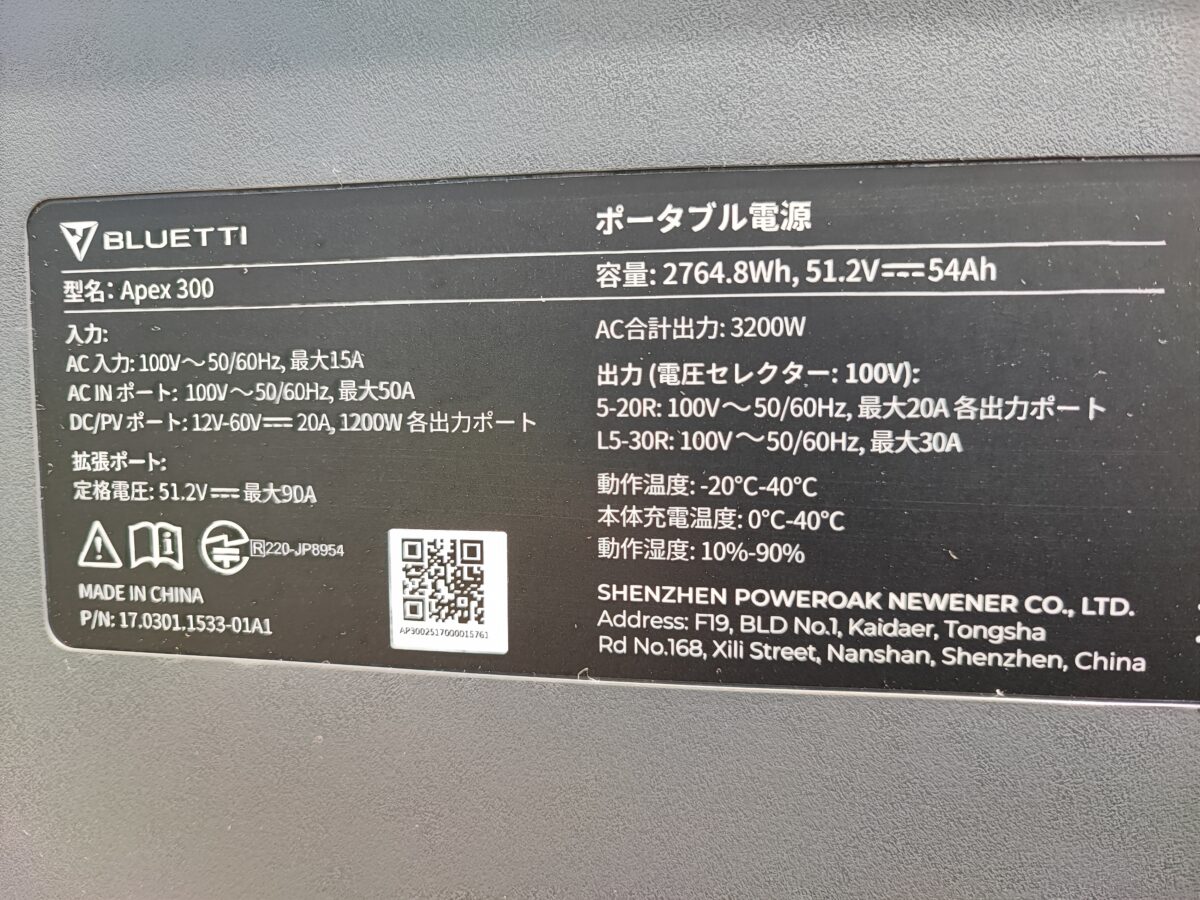 BLUETTI
ポータブル電源
型名: Apex 300
容量: 2764.8Wh, 51.2V⎓54Ah
入力:
AC 入力: 100V～50/60Hz, 最大15A
AC IN ポート: 100V～50/60Hz, 最大50A
DC/PV ポート: 12V-60V⎓ 20A, 1200W 各出力ポート
拡張ポート:
定格電圧: 51.2V⎓ 最大90A
R 220-JP8954
MADE IN CHINA
P/N: 17.0301.1533-01A1
AP3002517000015761
AC合計出力: 3200W
出力 (電圧セレクター: 100V):
5-20R: 100V～50/60Hz, 最大20A 各出力ポート
L5-30R: 100V～50/60Hz, 最大30A
動作温度: -20°C-40°C
本体充電温度: 0°C-40°C
動作湿度: 10%-90%
SHENZHEN POWEROAK NEWENER CO., LTD.
Address: F19, BLD No.1, Kaidaer, Tongsha
Rd No.168, Xili Street, Nanshan, Shenzhen, China